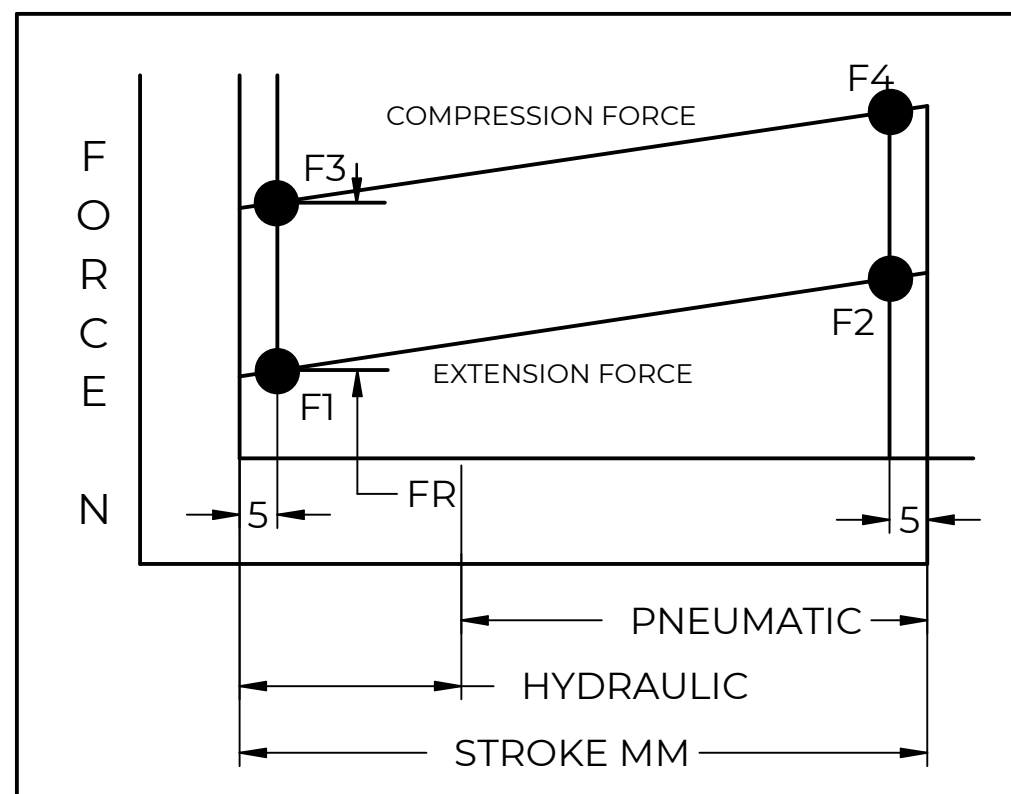 F4
COMPRESSION FORCE
F3
F
O
R
C
E
N
F2
EXTENSION FORCE
F1
FR
5
5
PNEUMATIC
HYDRAULIC
STROKE MM